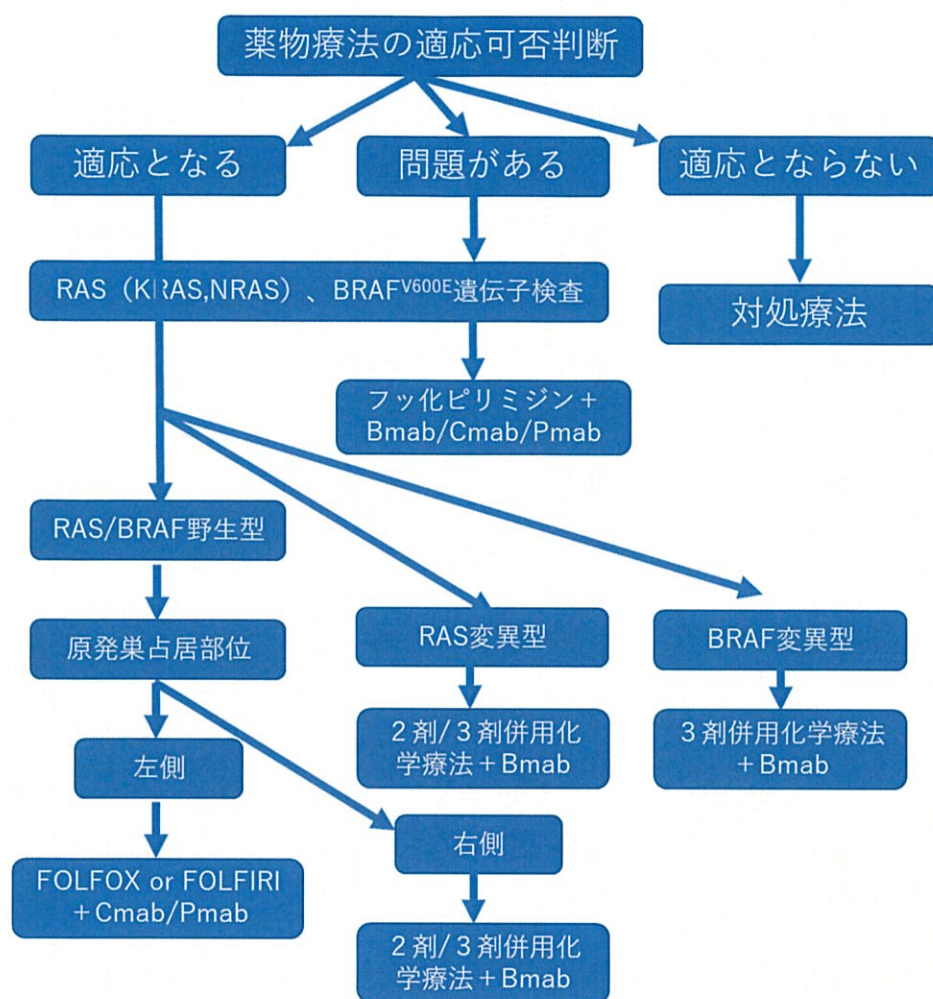 薬物療法の適応可否判断
適応となる
問題がある
適応とならない
RAS（KRAS,NRAS）、BRAFV600E遺伝子検査
対処療法
フッ化ピリミジン＋
Bmab/Cmab/Pmab
RAS/BRAF野生型
原発巣占居部位
RAS変異型
BRAF変異型
２剤/３剤併用化
学療法＋Bmab
３剤併用化学療法
＋Bmab
左側
右側
FOLFOX or FOLFIRI
＋Cmab/Pmab
２剤/３剤併用化
学療法＋Bmab